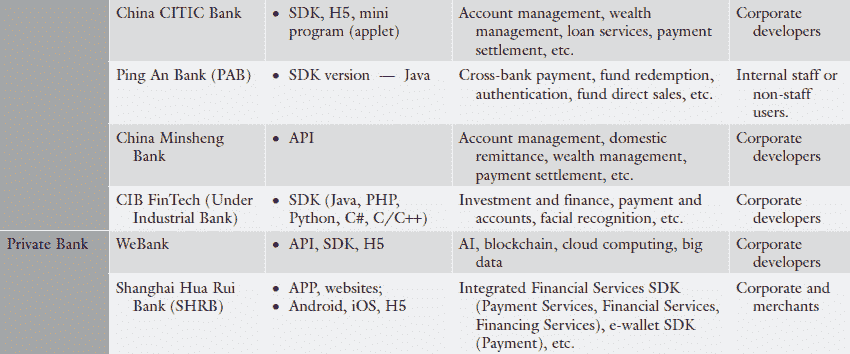 China CITIC Bank
• SDK, H5, mini
program (applet)
Account management, wealth
management, loan services, payment
settlement, etc.
Corporate
developers
Ping An Bank (PAB)
• SDK version — Java
Cross-bank payment, fund redemption,
authentication, fund direct sales, etc.
Internal staff or
non-staff
users.
China Minsheng
Bank
• API
Account management, domestic
remittance, wealth management,
payment settlement, etc.
Corporate
developers
CIB FinTech (Under
Industrial Bank)
• SDK (Java, PHP,
Python, C#, C/C++)
Investment and finance, payment and
accounts, facial recognition, etc.
Corporate
developers
Private Bank
WeBank
• API, SDK, H5
AI, blockchain, cloud computing, big
data
Corporate
developers
Shanghai Hua Rui
Bank (SHRB)
• APP, websites;
• Android, iOS, H5
Integrated Financial Services SDK
(Payment Services, Financial Services,
Financing Services), e-wallet SDK
(Payment), etc.
Corporate and
merchants